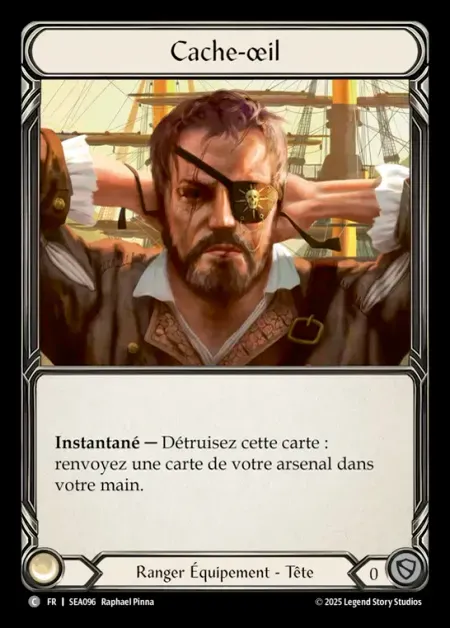 Cache-œil
Instantané — Détruisez cette carte :
renvoyez une carte de votre arsenal dans
votre main.
Ranger Équipement - Tête
0
C FR | SEA096 Raphael Pinna
© 2025 Legend Story Studios